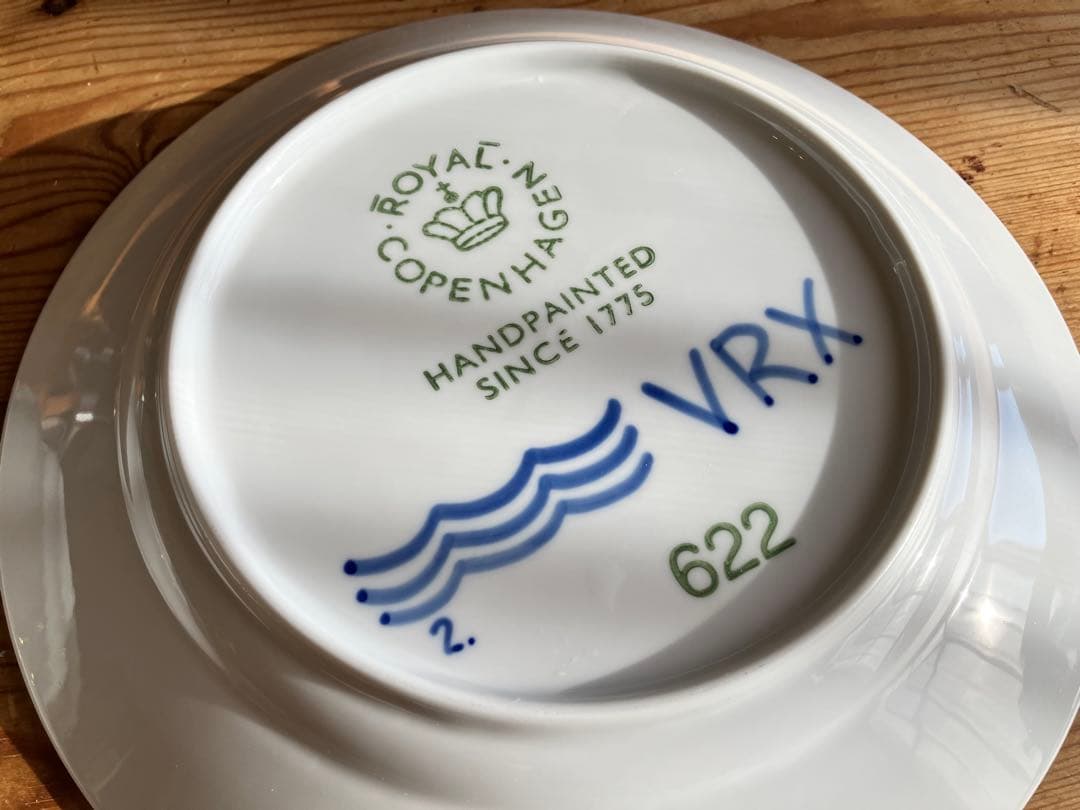 ROYAL
COPENHAGEN
HANDPAINTED
SINCE 1775
VRX
622
2.